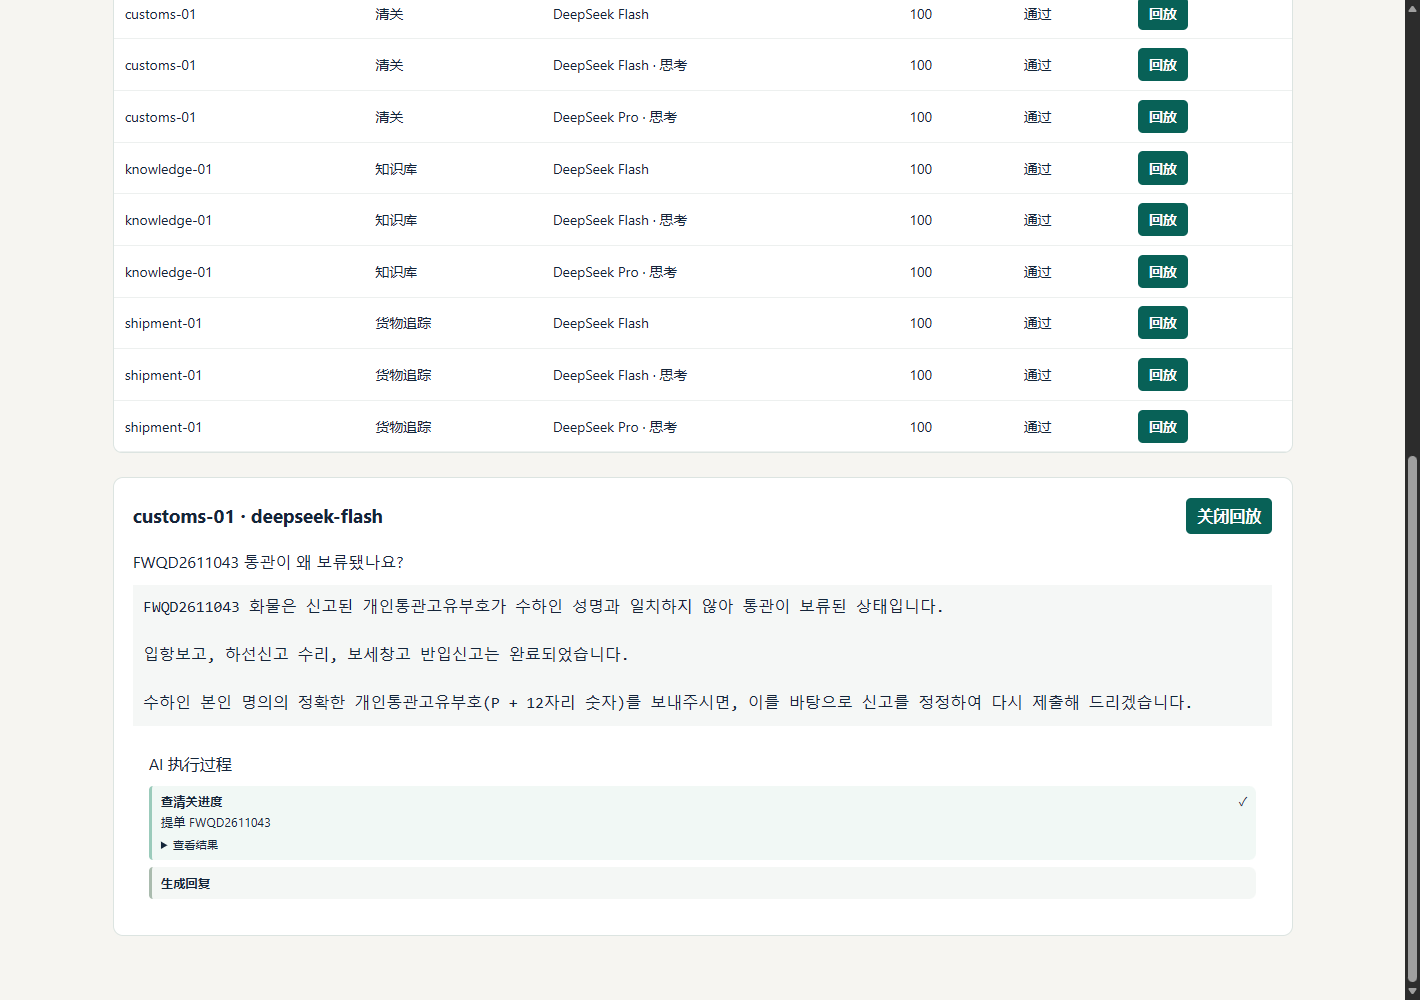 customs-01 清关 DeepSeek Flash 100 通过 回放
customs-01 清关 DeepSeek Flash · 思考 100 通过 回放
customs-01 清关 DeepSeek Pro · 思考 100 通过 回放
knowledge-01 知识库 DeepSeek Flash 100 通过 回放
knowledge-01 知识库 DeepSeek Flash · 思考 100 通过 回放
knowledge-01 知识库 DeepSeek Pro · 思考 100 通过 回放
shipment-01 货物追踪 DeepSeek Flash 100 通过 回放
shipment-01 货物追踪 DeepSeek Flash · 思考 100 通过 回放
shipment-01 货物追踪 DeepSeek Pro · 思考 100 通过 回放
customs-01 · deepseek-flash 关闭回放
FWQD2611043 통관이 왜 보류됐나요?
FWQD2611043 화물은 신고된 개인통관고유부호가 수하인 성명과 일치하지 않아 통관이 보류된 상태입니다.
입항보고, 하선신고 수리, 보세창고 반입신고는 완료되었습니다.
수하인 본인 명의의 정확한 개인통관고유부호(P + 12자리 숫자)를 보내주시면, 이를 바탕으로 신고를 정정하여 다시 제출해 드리겠습니다.
AI 执行过程
查清关进度 ✓
提单 FWQD2611043
▶ 查看结果
生成回复